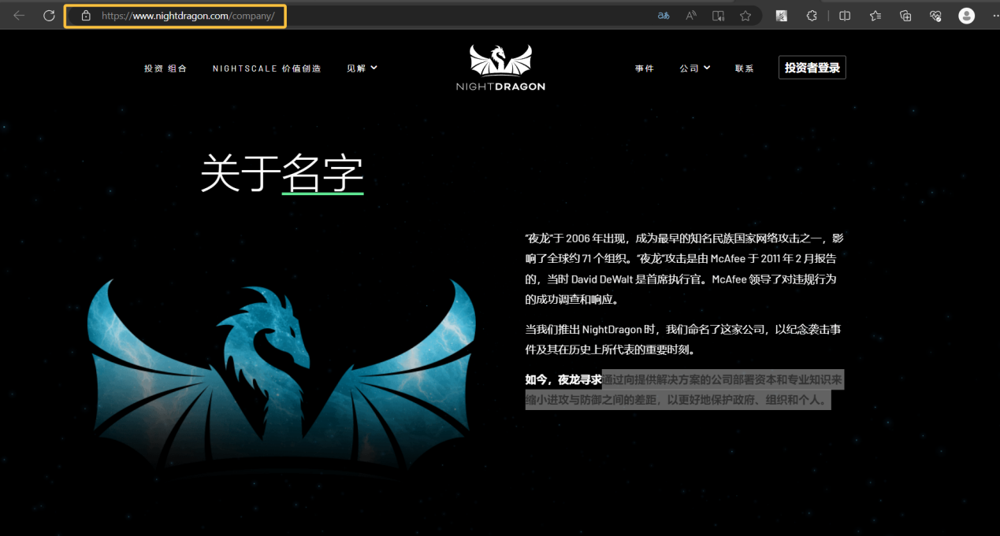 https://www.nightdragon.com/company/
投资 组合 NIGHTSCALE 价值创造 见解 NIGHTDRAGON 事件 公司 联系 投资者登录
关于名字
“夜龙”于 2006 年出现，成为最早的知名民族国家网络攻击之一，影
响了全球约 71 个组织。“夜龙”攻击是由 McAfee 于 2011 年 2 月报告
的，当时 David DeWalt 是首席执行官。McAfee 领导了对违规行为
的成功调查和响应。
当我们推出 NightDragon 时，我们命名了这家公司，以纪念袭击事
件及其在历史上所代表的重要时刻。
如今，夜龙寻求通过向提供解决方案的公司部署资本和专业知识来
缩小进攻与防御之间的差距，以更好地保护政府、组织和个人。